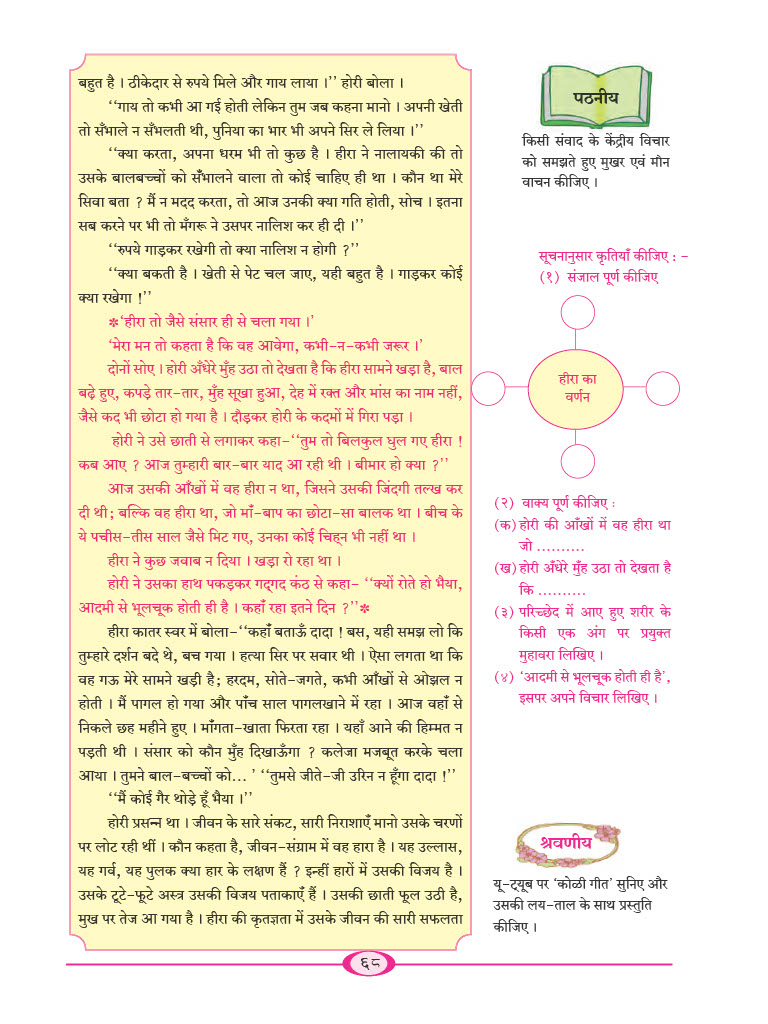 बहुत है । ठीकेदार से रुपये मिले और गाय लाया ।’’ होरी बोला ।
‘‘गाय तो कभी आ गई होती लेकिन तुम जब कहना मानो । अपनी खेती
तो सँभाले न सँभलती थी, पुनिया का भार भी अपने सिर ले लिया ।’’
‘‘क्या करता, अपना धरम भी तो कुछ है । हीरा ने नालायकी की तो
उसके बालबच्चों को सँभालने वाला तो कोई चाहिए ही था । कौन था मेरे
सिवा बता ? मैं न मदद करता, तो आज उनकी क्या गति होती, सोच । इतना
सब करने पर भी तो मँगरू ने उसपर नालिश कर ही दी ।’’
‘‘रुपये गाड़कर रखेगी तो क्या नालिश न होगी ?’’
‘‘क्या बकती है । खेती से पेट चल जाए, यही बहुत है । गाड़कर कोई
क्या रखेगा !’’
*‘हीरा तो जैसे संसार ही से चला गया ।’
‘मेरा मन तो कहता है कि वह आवेगा, कभी-न-कभी जरूर ।’
दोनों सोए । होरी अँधेरे मुँह उठा तो देखता है कि हीरा सामने खड़ा है, बाल
बढ़े हुए, कपड़े तार-तार, मुँह सूखा हुआ, देह में रक्त और मांस का नाम नहीं,
जैसे कद भी छोटा हो गया है । दौड़कर होरी के कदमों में गिरा पड़ा ।
होरी ने उसे छाती से लगाकर कहा-‘‘तुम तो बिलकुल घुल गए हीरा !
कब आए ? आज तुम्हारी बार-बार याद आ रही थी । बीमार हो क्या ?’’
आज उसकी आँखों में वह हीरा न था, जिसने उसकी जिंदगी तल्ख कर
दी थी; बल्कि वह हीरा था, जो माँ-बाप का छोटा-सा बालक था । बीच के
ये पचीस-तीस साल जैसे मिट गए, उनका कोई चिह्न भी नहीं था ।
हीरा ने कुछ जवाब न दिया । खड़ा रो रहा था ।
होरी ने उसका हाथ पकड़कर गद्‌गद कंठ से कहा- ‘‘क्यों रोते हो भैया,
आदमी से भूलचूक होती ही है । कहाँ रहा इतने दिन ?’’*
हीरा कातर स्वर में बोला-‘‘कहाँ बताऊँ दादा ! बस, यही समझ लो कि
तुम्हारे दर्शन बदे थे, बच गया । हत्या सिर पर सवार थी । ऐसा लगता था कि
वह गऊ मेरे सामने खड़ी है; हरदम, सोते-जगते, कभी आँखों से ओझल न
होती । मैं पागल हो गया और पाँच साल पागलखाने में रहा । आज वहाँ से
निकले छह महीने हुए । माँगता-खाता फिरता रहा । यहाँ आने की हिम्मत न
पड़ती थी । संसार को कौन मुँह दिखाऊँगा ? कलेजा मजबूत करके चला
आया । तुमने बाल-बच्चों को... ’ ‘‘तुमसे जीते-जी उरिन न हूँगा दादा !’’
‘‘मैं कोई गैर थोड़े हूँ भैया ।’’
होरी प्रसन्न था । जीवन के सारे संकट, सारी निराशाएँ मानो उसके चरणों
पर लोट रही थीं । कौन कहता है, जीवन-संग्राम में वह हारा है । यह उल्लास,
यह गर्व, यह पुलक क्या हार के लक्षण हैं ? इन्हीं हारों में उसकी विजय है ।
उसके टूटे-फूटे अस्त्र उसकी विजय पताकाएँ हैं । उसकी छाती फूल उठी है,
मुख पर तेज आ गया है । हीरा की कृतज्ञता में उसके जीवन की सारी सफलता
पठनीय
किसी संवाद के केंद्रीय विचार
को समझते हुए मुखर एवं मौन
वाचन कीजिए ।
सूचनानुसार कृतियाँ कीजिए : -
(१) संजाल पूर्ण कीजिए
हीरा का
वर्णन
(२) वाक्य पूर्ण कीजिए :
(क) होरी की आँखों में वह हीरा था
जो ..........
(ख) होरी अँधेरे मुँह उठा तो देखता है
कि ..........
(३) परिच्छेद में आए हुए शरीर के
किसी एक अंग पर प्रयुक्त
मुहावरा लिखिए ।
(४) ‘आदमी से भूलचूक होती ही है’,
इसपर अपने विचार लिखिए ।
श्रवणीय
यू-ट्यूब पर ‘कोळी गीत’ सुनिए और
उसकी लय-ताल के साथ प्रस्तुति
कीजिए ।
६८